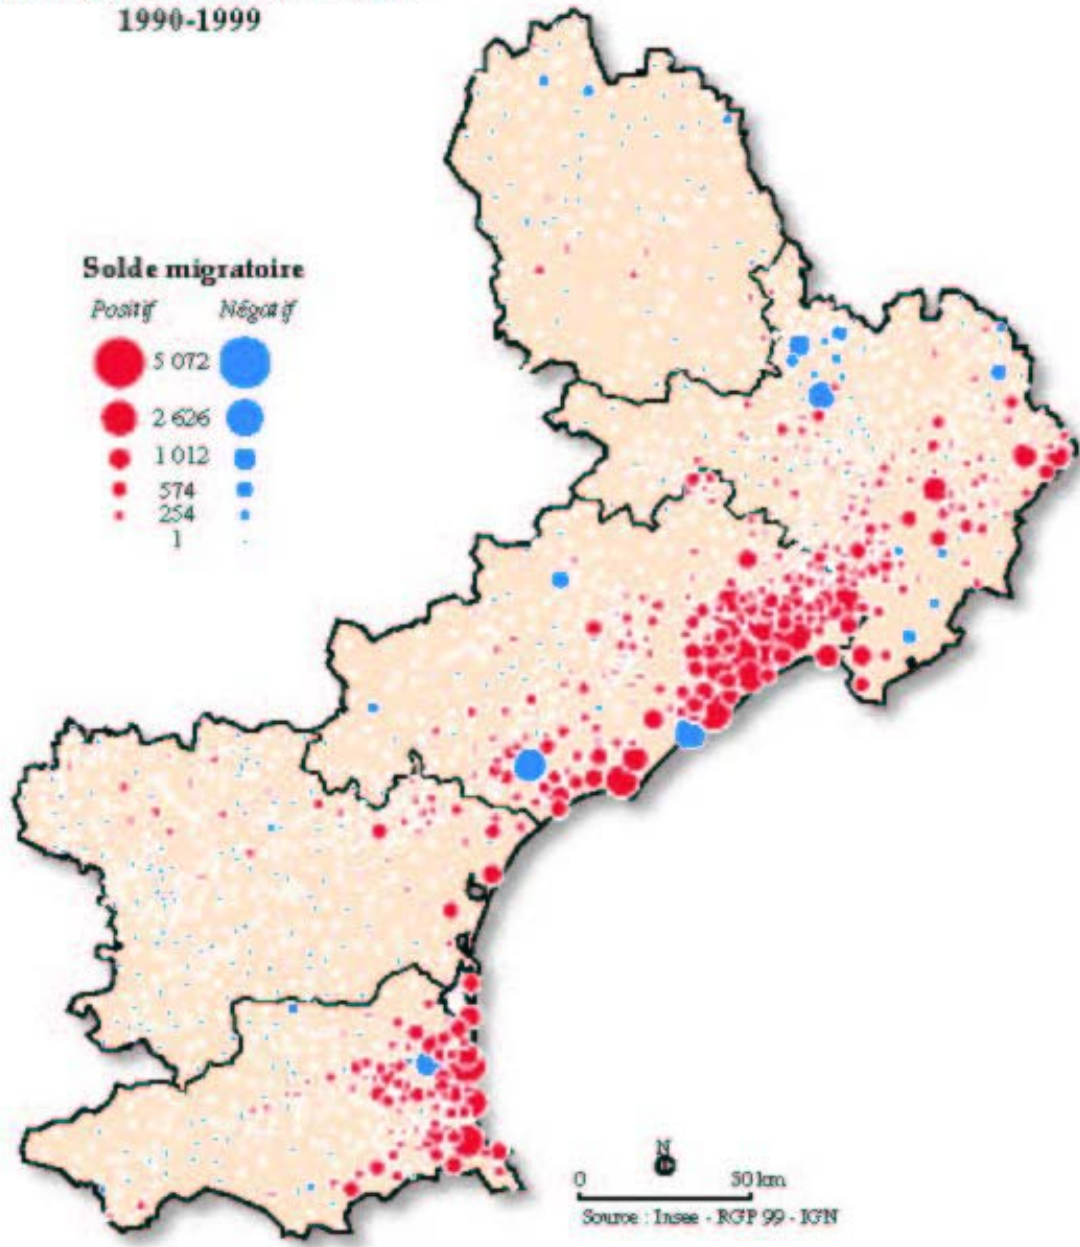 1990-1999
Solde migratoire
Positif Négatif
5 072
2 626
1 012
574
254
1
N
0 30 km
Source : Insee - RGP 99 - IGN